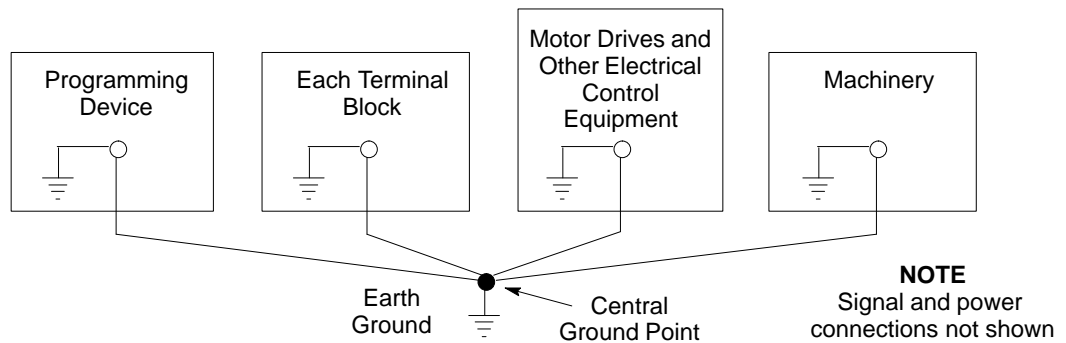 Programming
Device
Each Terminal
Block
Motor Drives and
Other Electrical
Control
Equipment
Machinery
Earth
Ground
Central
Ground Point
NOTE
Signal and power
connections not shown